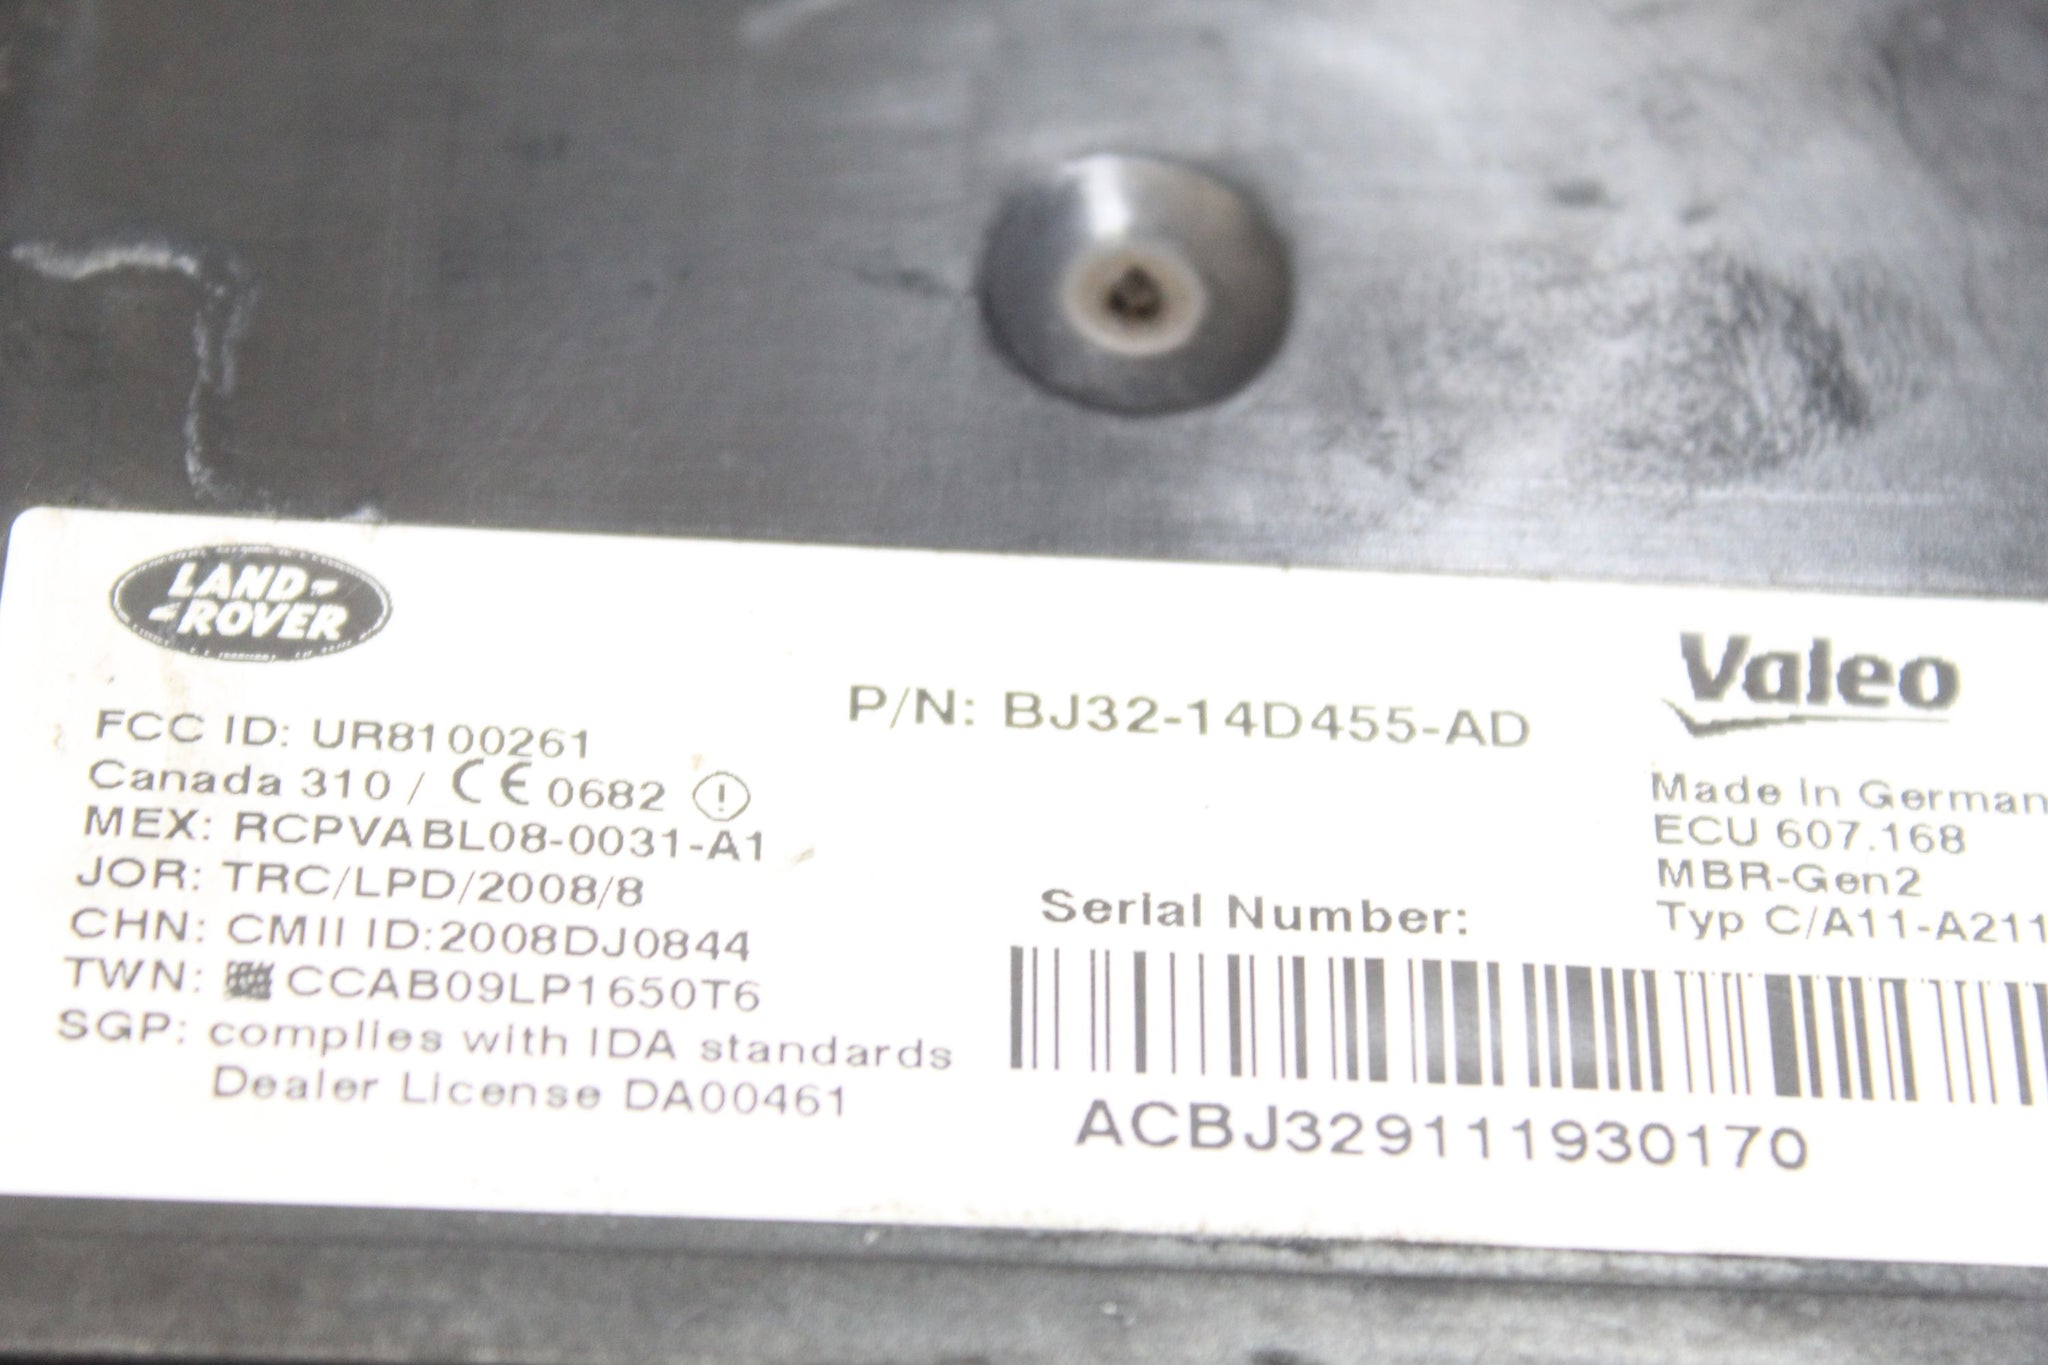 LAND
ROVER
FCC ID: UR8100261
Canada 310 / CE 0682 !
MEX: RCPVABL08-0031-A1
JOR: TRC/LPD/2008/8
CHN: CMII ID:2008DJ0844
TWN: CCAB09LP1650T6
SGP: complies with IDA standards
Dealer License DA00461
P/N: BJ32-14D455-AD
Serial Number:
ACBJ329111930170
Valeo
Made in German
ECU 607.168
MBR-Gen2
Typ C/A11-A211